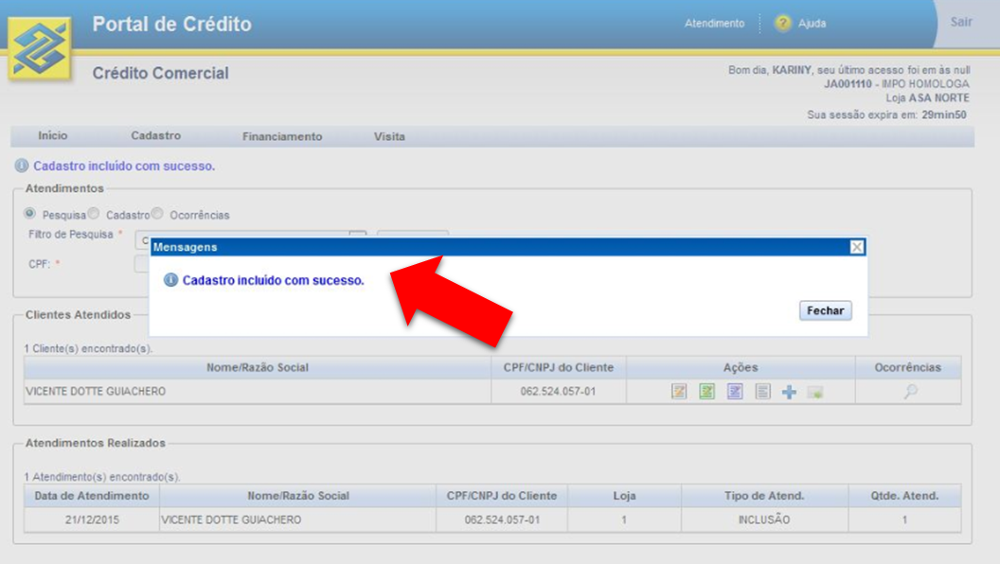 Portal de Crédito
Atendimento
Ajuda
Sair
Crédito Comercial
Bom dia, KARINY, seu último acesso foi em às null
JA001110 - IMPO HOMOLOGA
Loja ASA NORTE
Sua sessão expira em: 29min50
Início Cadastro Financiamento Visita
Cadastro incluído com sucesso.
Atendimentos
Pesquisa Cadastro Ocorrências
Filtro de Pesquisa *
CPF: *
Mensagens
Cadastro incluído com sucesso.
Fechar
Clientes Atendidos
1 Cliente(s) encontrado(s).
Nome/Razão Social CPF/CNPJ do Cliente Ações Ocorrências
VICENTE DOTTE GUIACHERO 062.524.057-01
Atendimentos Realizados
1 Atendimento(s) encontrado(s).
Data de Atendimento Nome/Razão Social CPF/CNPJ do Cliente Loja Tipo de Atend. Qtde. Atend.
21/12/2015 VICENTE DOTTE GUIACHERO 062.524.057-01 1 INCLUSÃO 1